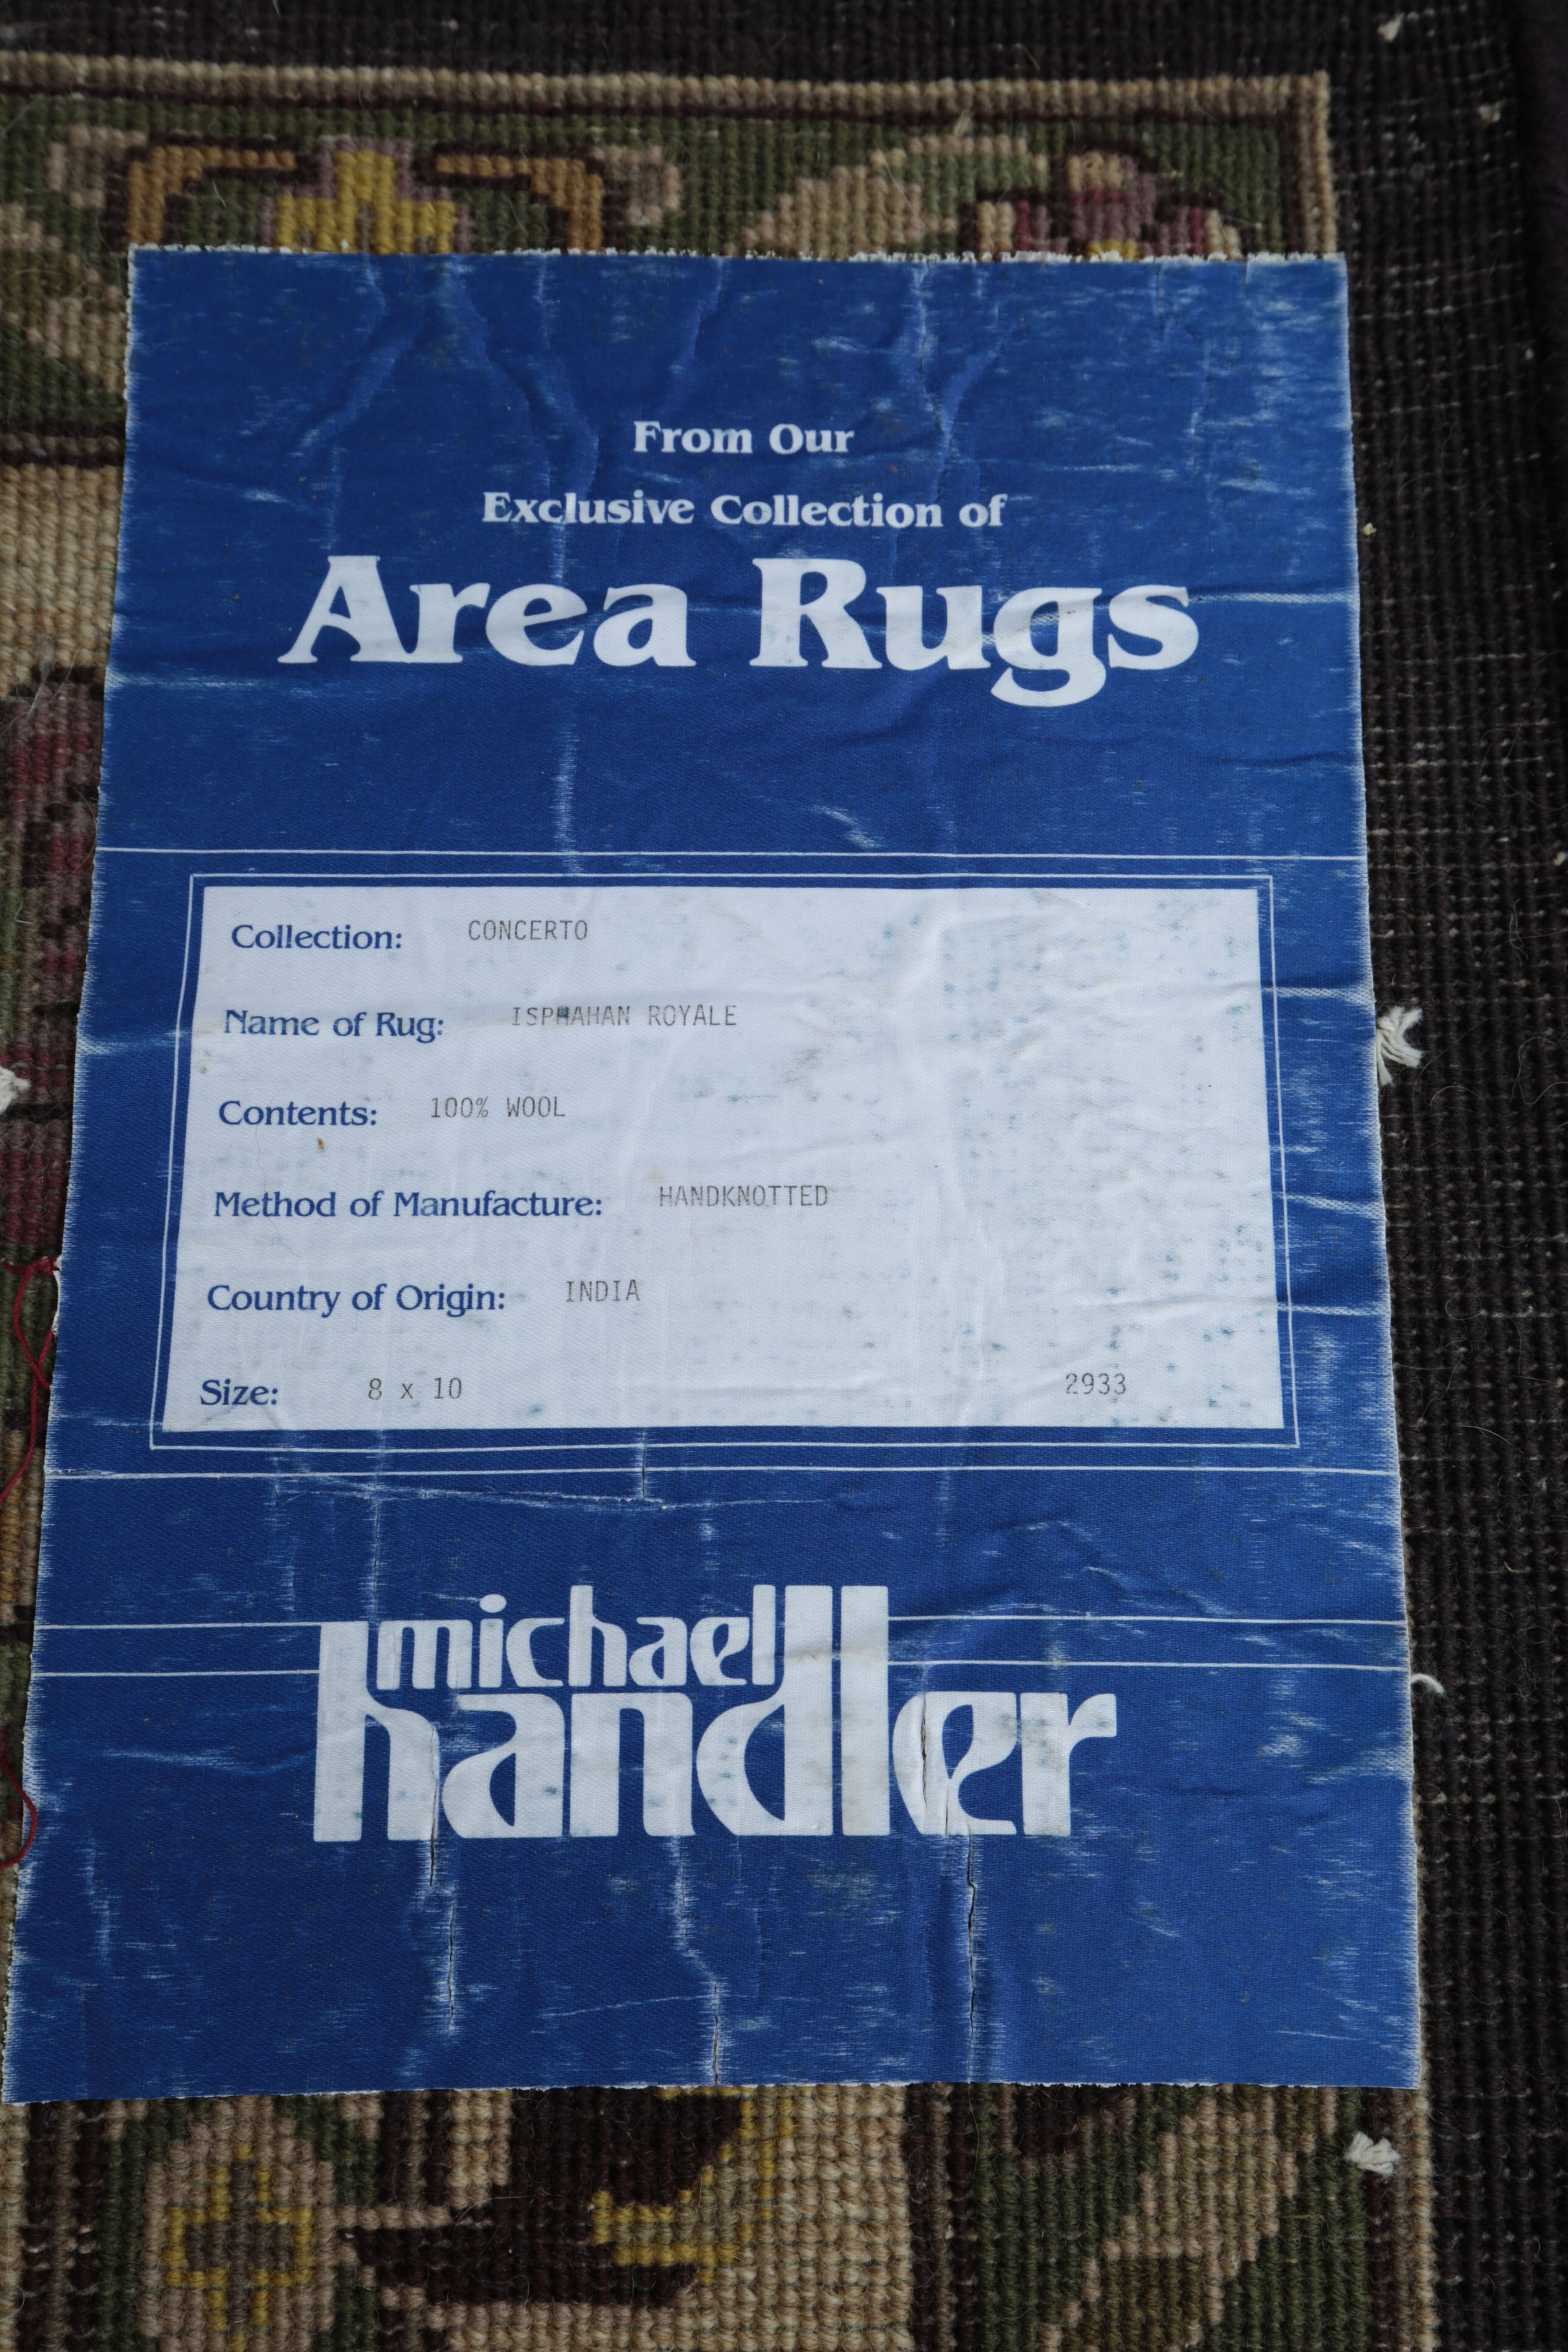 From Our
Exclusive Collection of
Area Rugs
Collection: CONCERTO
Name of Rug: ISPHAHAN ROYALE
Contents: 100% WOOL
Method of Manufacture: HANDKNOTTED
Country of Origin: INDIA
Size: 8 x 10 2933
michael
handler